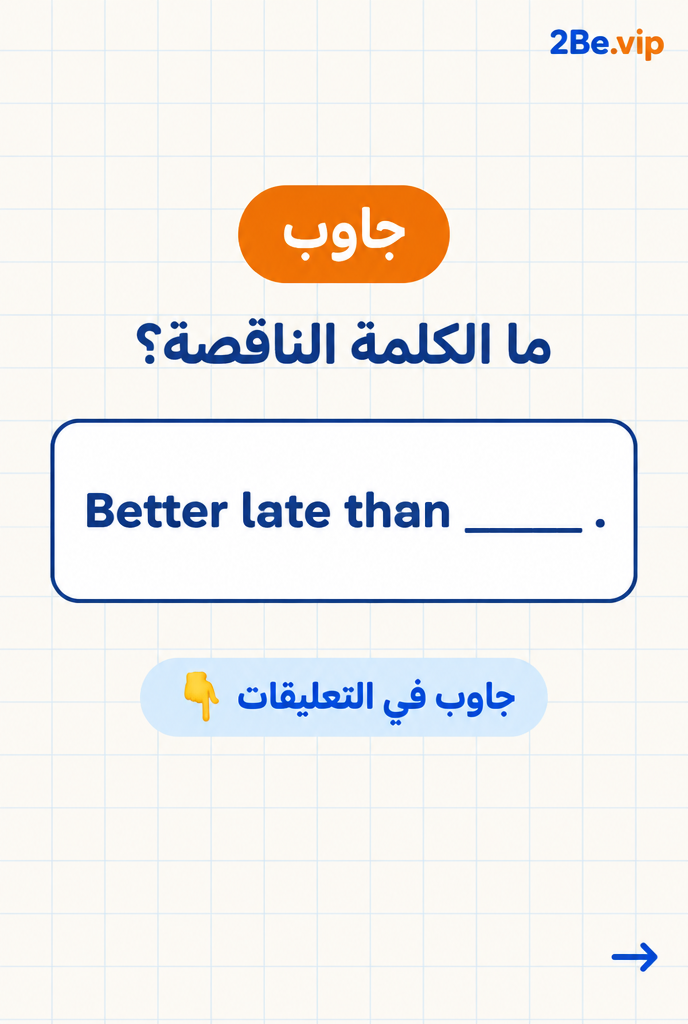 2Be.vip
جاوب
ما الكلمة الناقصة؟
Better late than _____ .
جاوب في التعليقات 👇
→